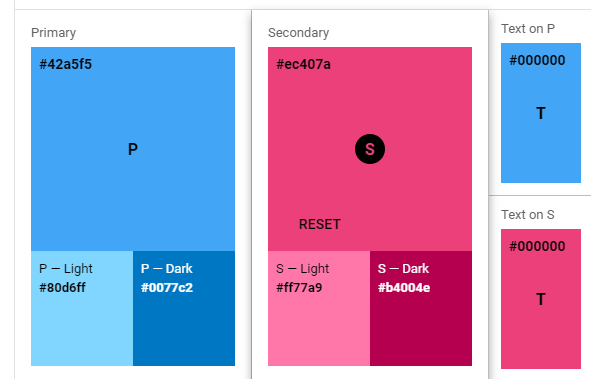 Primary
#42a5f5
P
P — Light
#80d6ff
P — Dark
#0077c2
Secondary
#ec407a
S
RESET
S — Light
#ff77a9
S — Dark
#b4004e
Text on P
#000000
T
Text on S
#000000
T